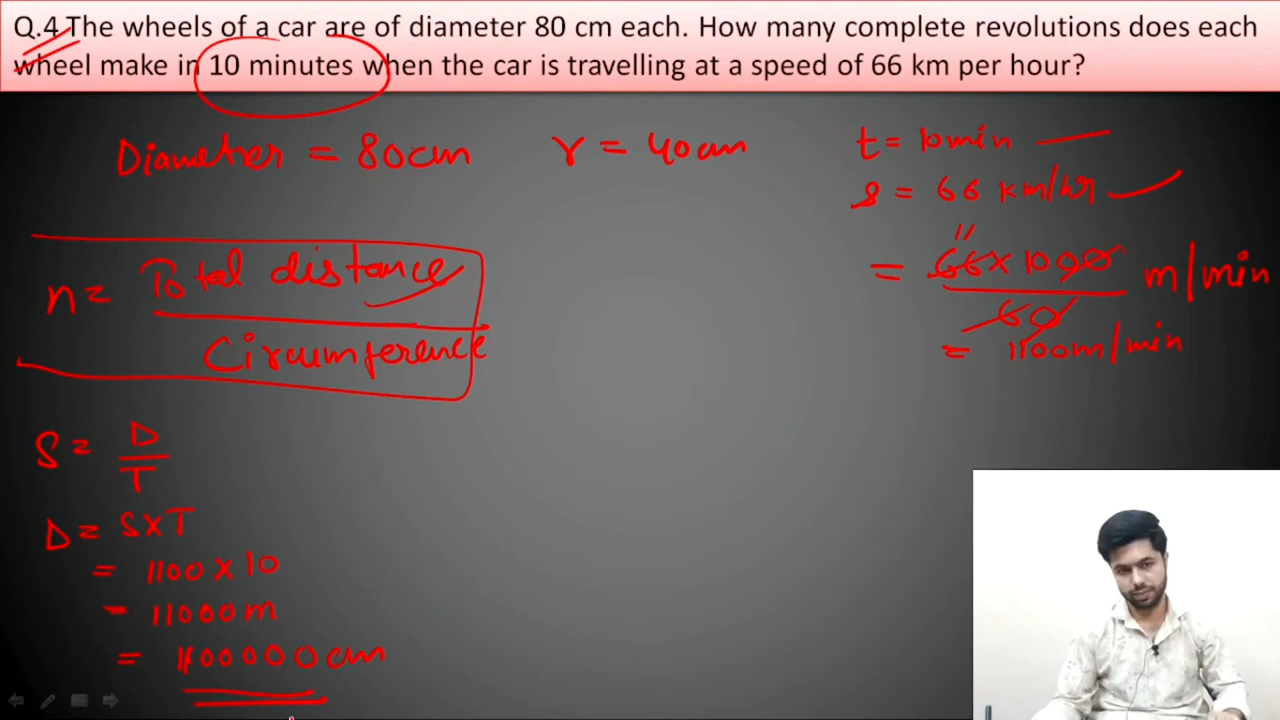 Q.4 The wheels of a car are of diameter 80 cm each. How many complete revolutions does each
wheel make in 10 minutes when the car is travelling at a speed of 66 km per hour?
Diameter = 80cm
r = 40cm
t = 10min
s = 66 km/hr
11
= 66 x 1000 m/min
60
= 1100m/min
n = Total distance
Circumference
S = D
T
D = S X T
= 1100 x 10
= 11000m
= 1100000cm